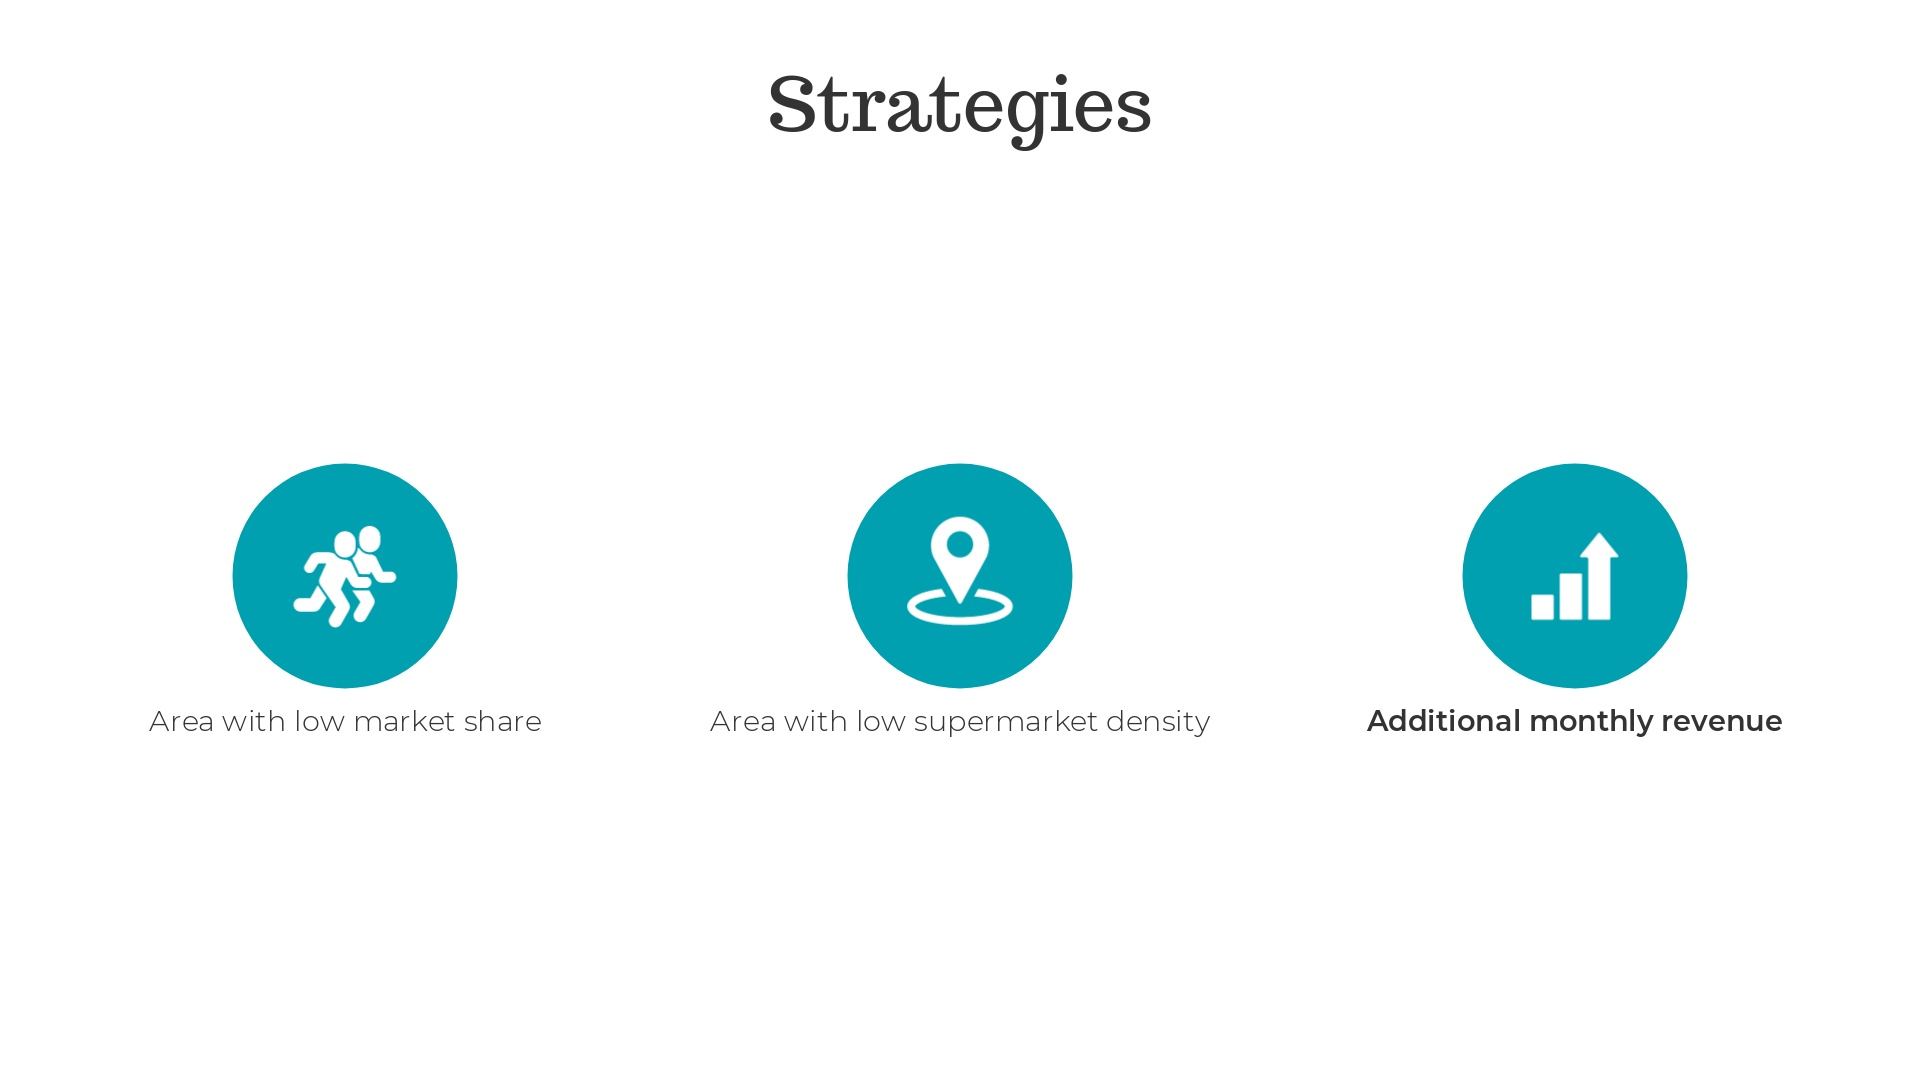 Strategies
Area with low market share
Area with low supermarket density
Additional monthly revenue